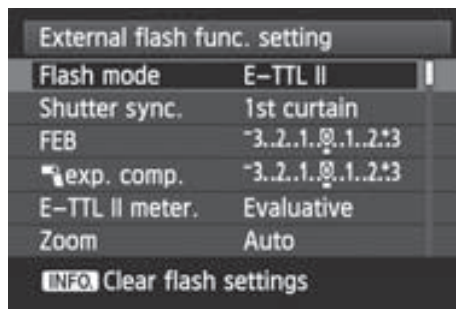 External flash func. setting
Flash mode E-TTL II
Shutter sync. 1st curtain
FEB -3..2..1..0..1..2.+3
exp. comp. -3..2..1..0..1..2.+3
E-TTL II meter. Evaluative
Zoom Auto
INFO. Clear flash settings